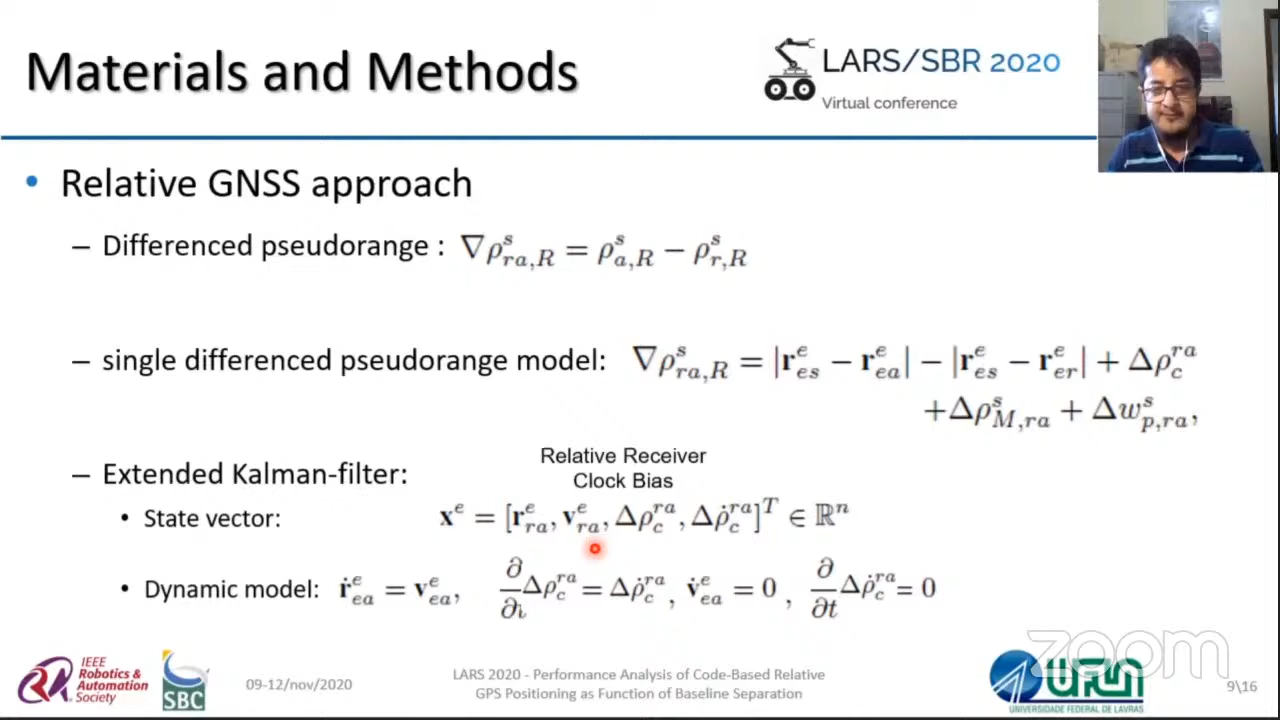 Materials and Methods
LARS/SBR 2020
Virtual conference
• Relative GNSS approach
– Differenced pseudorange : ∇ρ^s_{ra,R} = ρ^s_{a,R} − ρ^s_{r,R}
– single differenced pseudorange model: ∇ρ^s_{ra,R} = |r^e_{es} − r^e_{ea}| − |r^e_{es} − r^e_{er}| + Δρ^{ra}_c
+Δρ^s_{M,ra} + Δw^s_{p,ra},
– Extended Kalman-filter:
Relative Receiver
Clock Bias
• State vector: x^e = [r^e_{ra}, v^e_{ra}, Δρ^{ra}_c, Δρ̇^{ra}_c]^T ∈ ℝ^n
• Dynamic model: ṙ^e_{ea} = v^e_{ea}, ∂/∂t Δρ^{ra}_c = Δρ̇^{ra}_c, v̇^e_{ea} = 0 , ∂/∂t Δρ̇^{ra}_c = 0
IEEE
Robotics &
Automation
Society
SBC
09-12/nov/2020
LARS 2020 - Performance Analysis of Code-Based Relative
GPS Positioning as Function of Baseline Separation
UFLA
UNIVERSIDADE FEDERAL DE LAVRAS
zoom
9\16